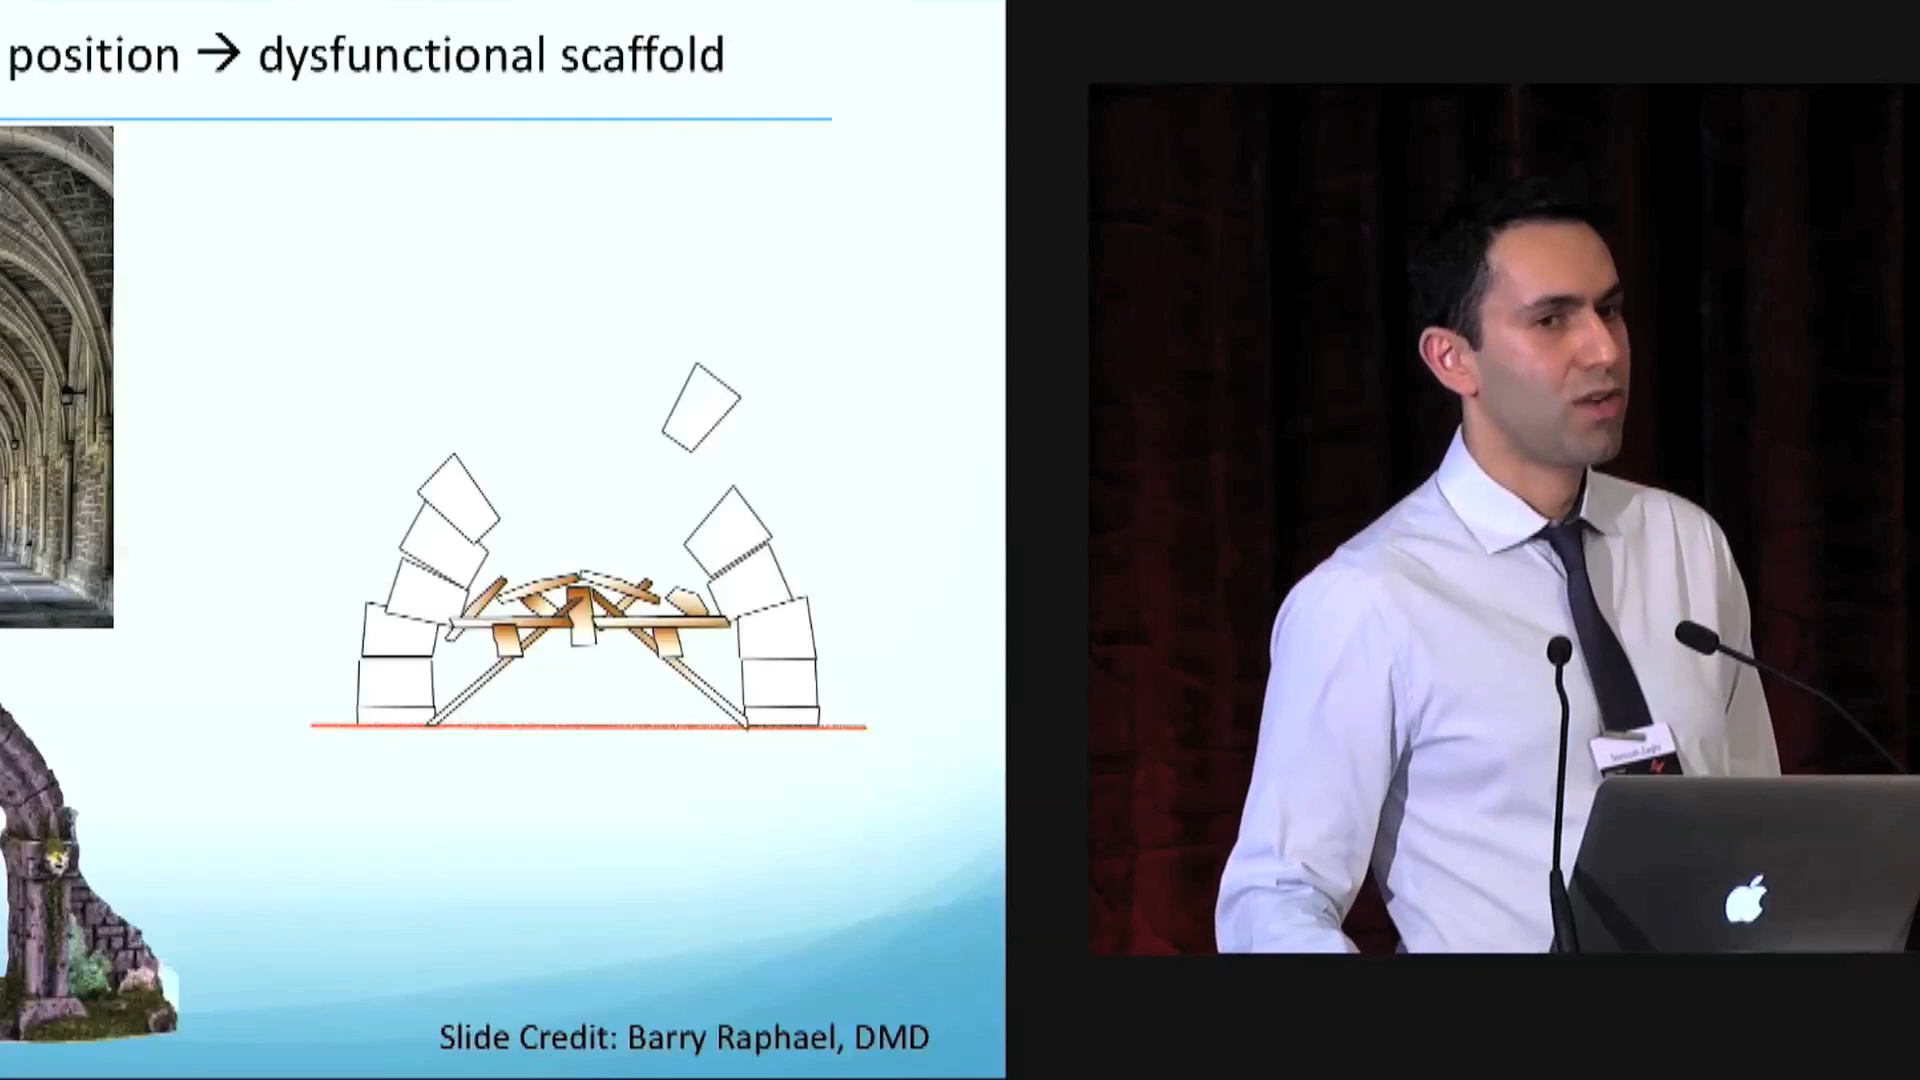 position → dysfunctional scaffold
Slide Credit: Barry Raphael, DMD